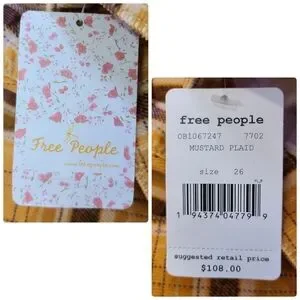 Free People
www.freepeople.com
free people
OB1067247 7702
MUSTARD PLAID
size 26
1 94374 04779 9
suggested retail price
$108.00